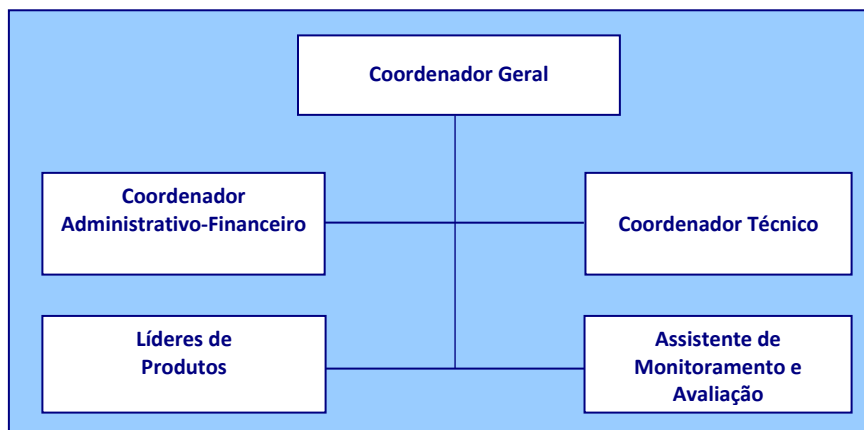 Coordenador Geral
Coordenador
Administrativo-Financeiro
Coordenador Técnico
Líderes de
Produtos
Assistente de
Monitoramento e
Avaliação